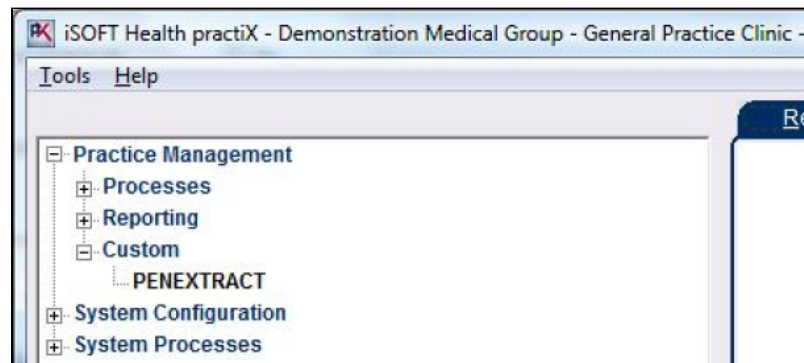 iSOFT Health practiX - Demonstration Medical Group - General Practice Clinic -
Tools Help
Practice Management
Processes
Reporting
Custom
PENEXTRACT
System Configuration
System Processes